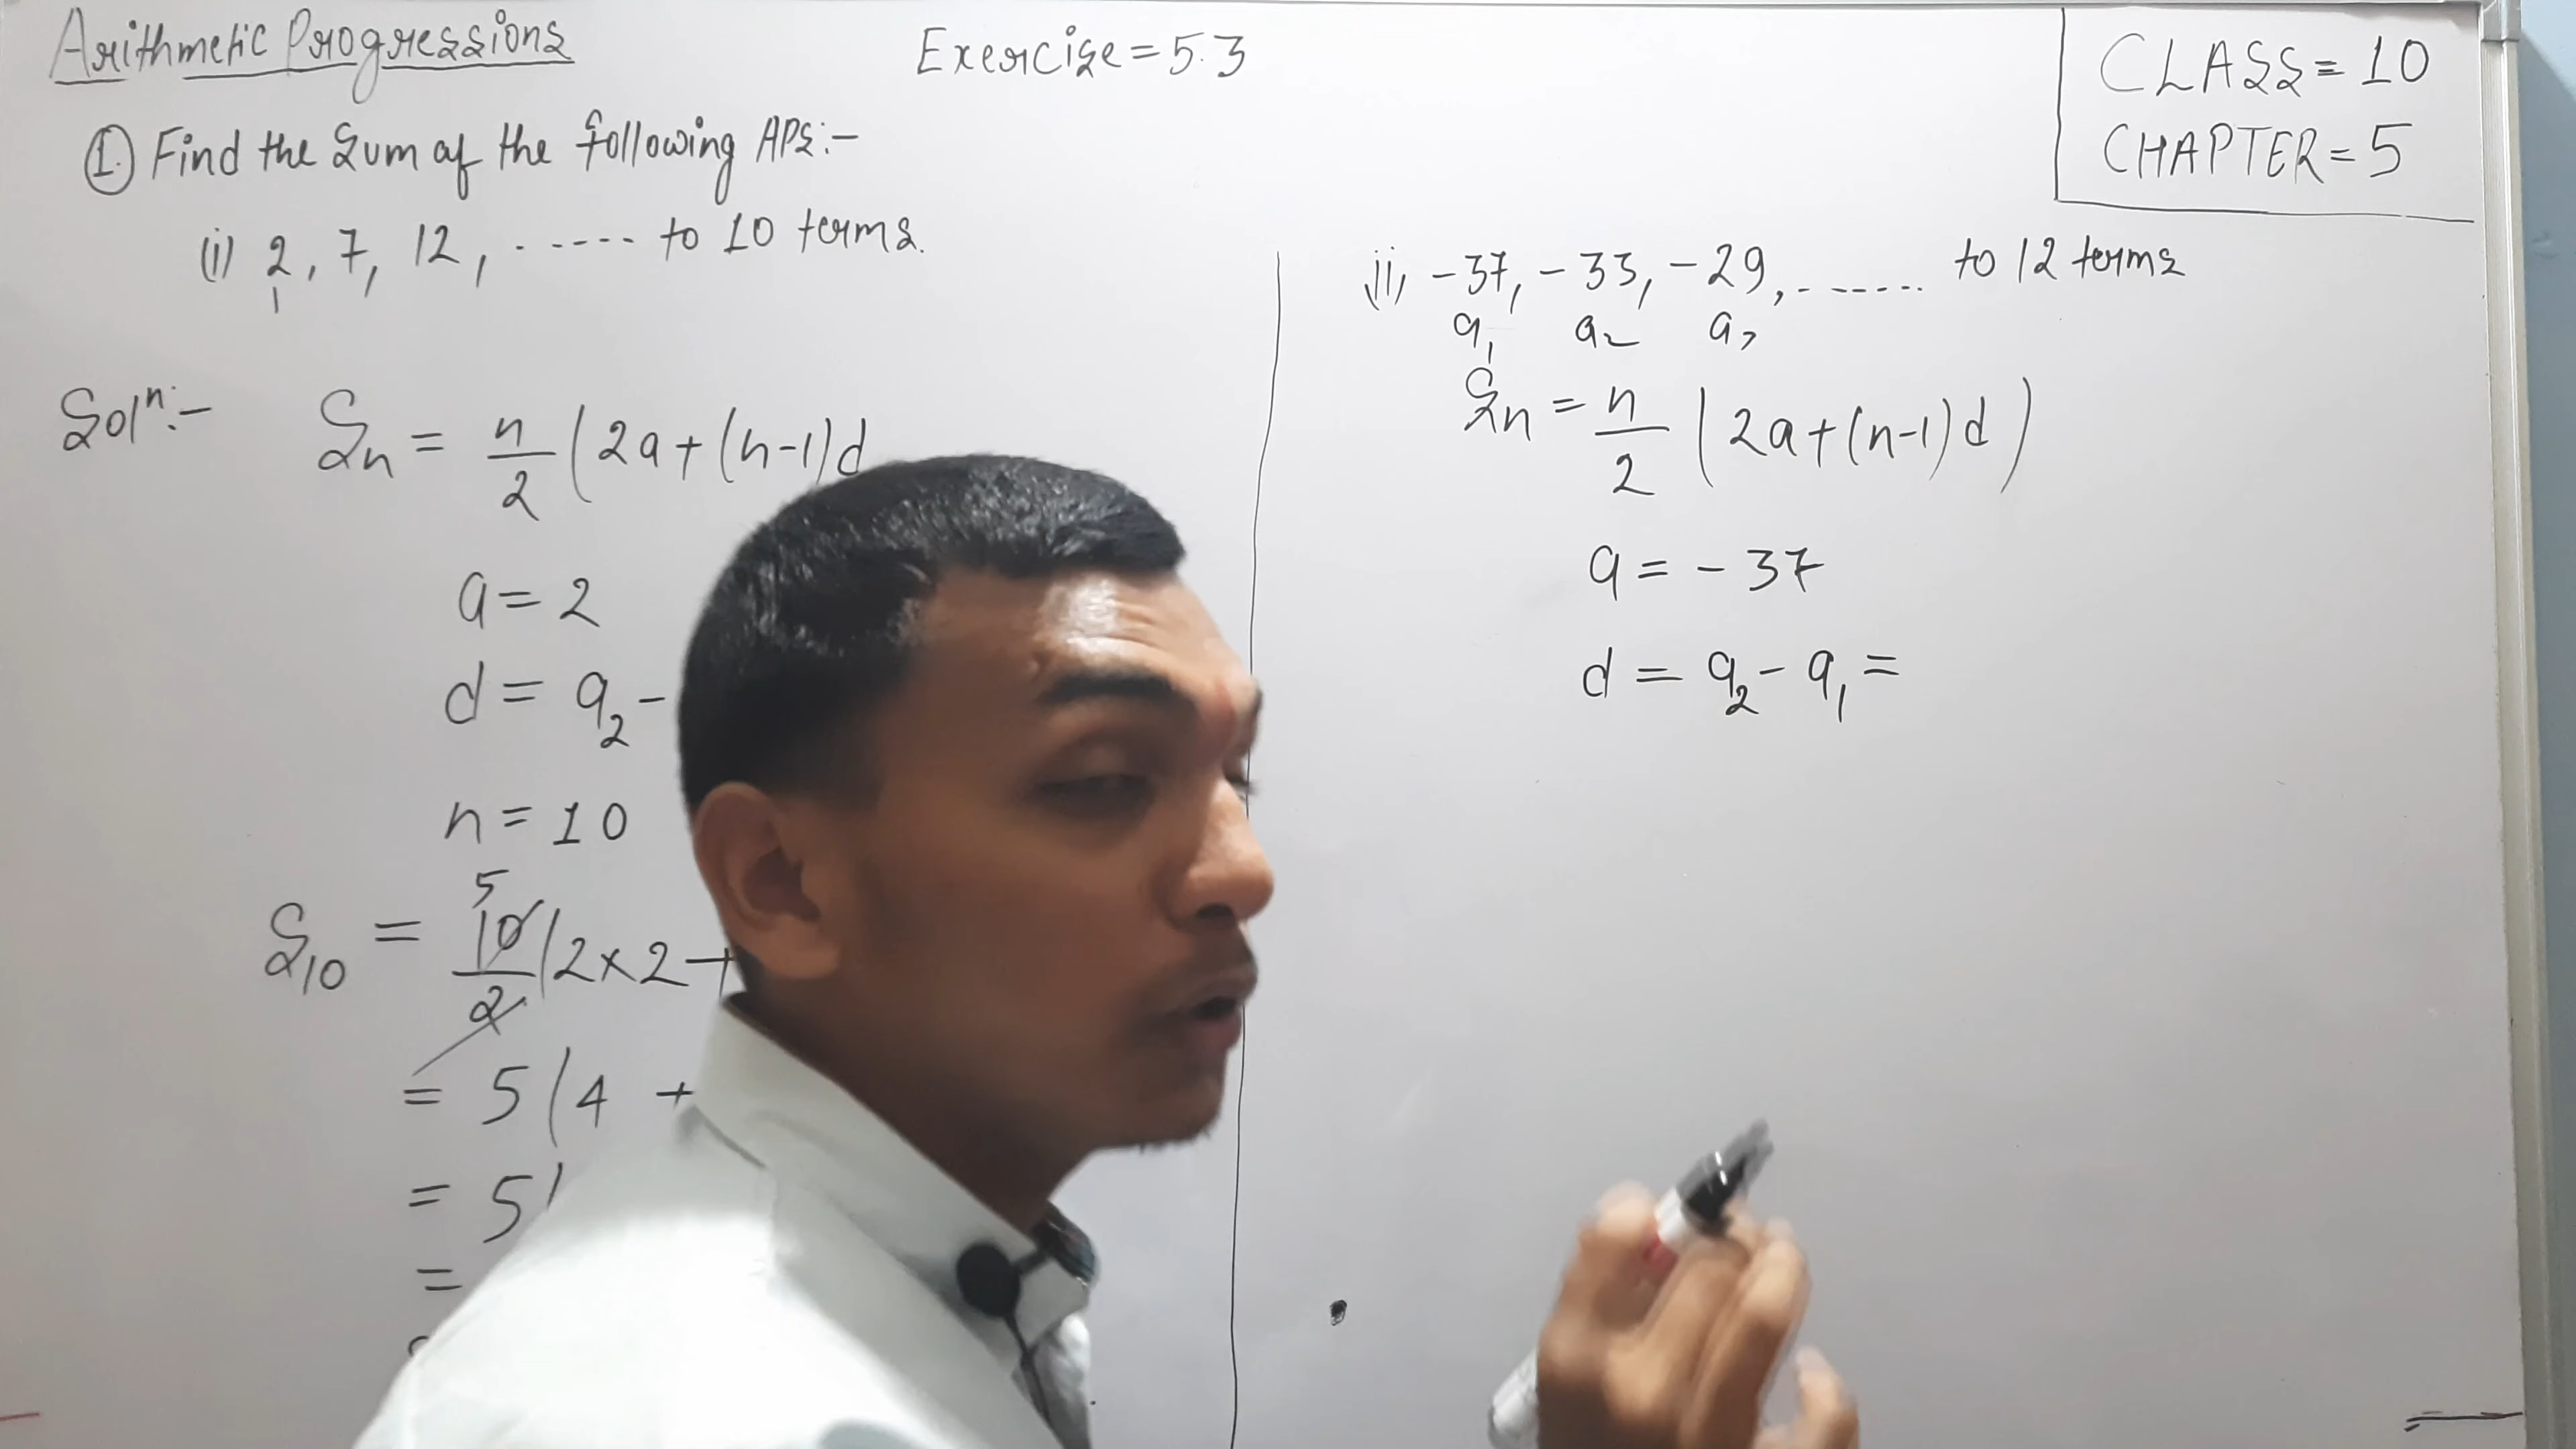 Arithmetic Progressions
Exercise = 5.3
CLASS = 10
CHAPTER = 5
① Find the Sum of the following APs:-
(i) 2, 7, 12, ...... to 10 terms.
Solⁿ:-
Sn = n/2 (2a + (n-1)d
a = 2
d = a₂ -
n = 10
5
S₁₀ = 10/2 (2×2 +
= 5(4 +
= 5(
=
ii, -37, -33, -29, ....... to 12 terms
a₁ a₂ a₃
Sn = n/2 (2a + (n-1)d)
a = -37
d = a₂ - a₁ =